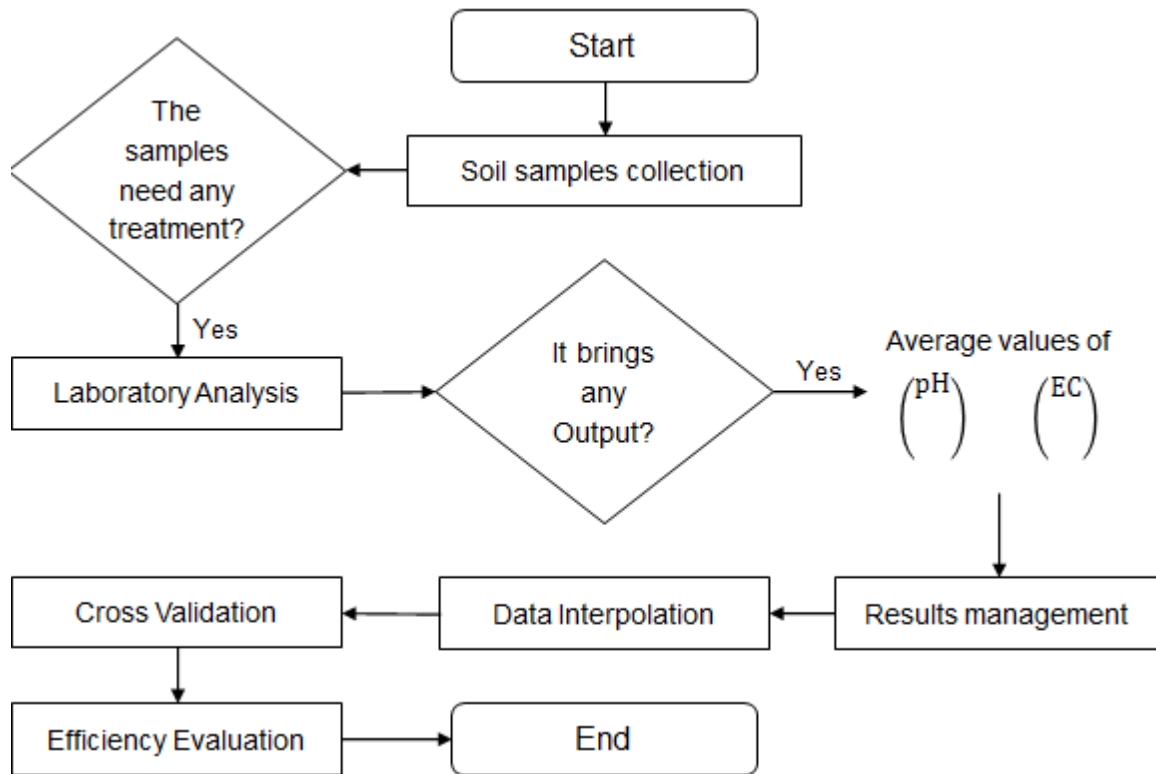 Start
Soil samples collection
The
samples
need any
treatment?
Yes
Laboratory Analysis
It brings
any
Output?
Yes
Average values of
(pH) (EC)
Results management
Data Interpolation
Cross Validation
Efficiency Evaluation
End